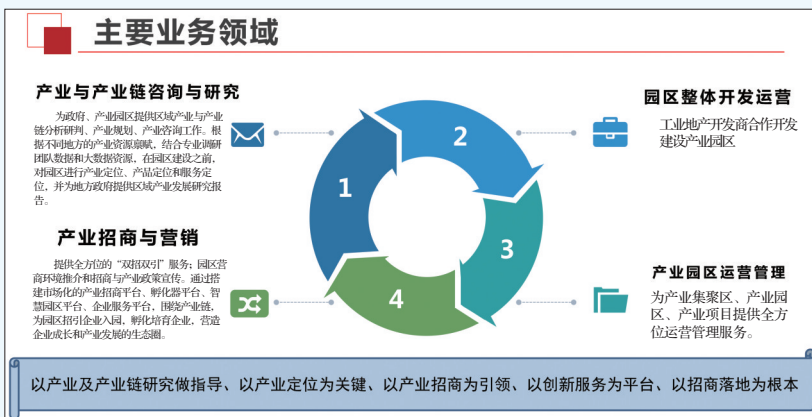 主要业务领域
产业与产业链咨询与研究
为政府、产业园区提供区域产业与产业
链分析研判、产业规划、产业咨询工作。根
据不同地方的产业资源禀赋，结合专业调研
团队数据和大数据资源，在园区建设之前，
对园区进行产业定位、产品定位和服务定
位，并为地方政府提供区域产业发展研究报
告。
产业招商与营销
提供全方位的“双招双引”服务；园区营
商环境推介和招商与产业政策宣传。通过搭
建市场化的产业招商平台、孵化器平台、智
慧园区平台、企业服务平台，围绕产业链，
为园区招引企业入园，孵化培育企业，营造
企业成长和产业发展的生态圈。
1
2
3
4
园区整体开发运营
工业地产开发商合作开发
建设产业园区
产业园区运营管理
为产业集聚区、产业园
区、产业项目提供全方
位运营管理服务。
以产业及产业链研究做指导、以产业定位为关键、以产业招商为引领、以创新服务为平台、以招商落地为根本